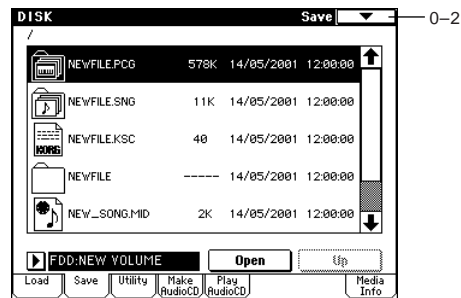 DISK Save 0–2
/
NEWFILE.PCG 578K 14/05/2001 12:00:00
NEWFILE.SNG 11K 14/05/2001 12:00:00
KORG NEWFILE.KSC 40 14/05/2001 12:00:00
NEWFILE ----- 14/05/2001 12:00:00
NEW_SONG.MID 2K 14/05/2001 12:00:00
FDD:NEW VOLUME Open Up
Load Save Utility Make AudioCD Play AudioCD Media Info